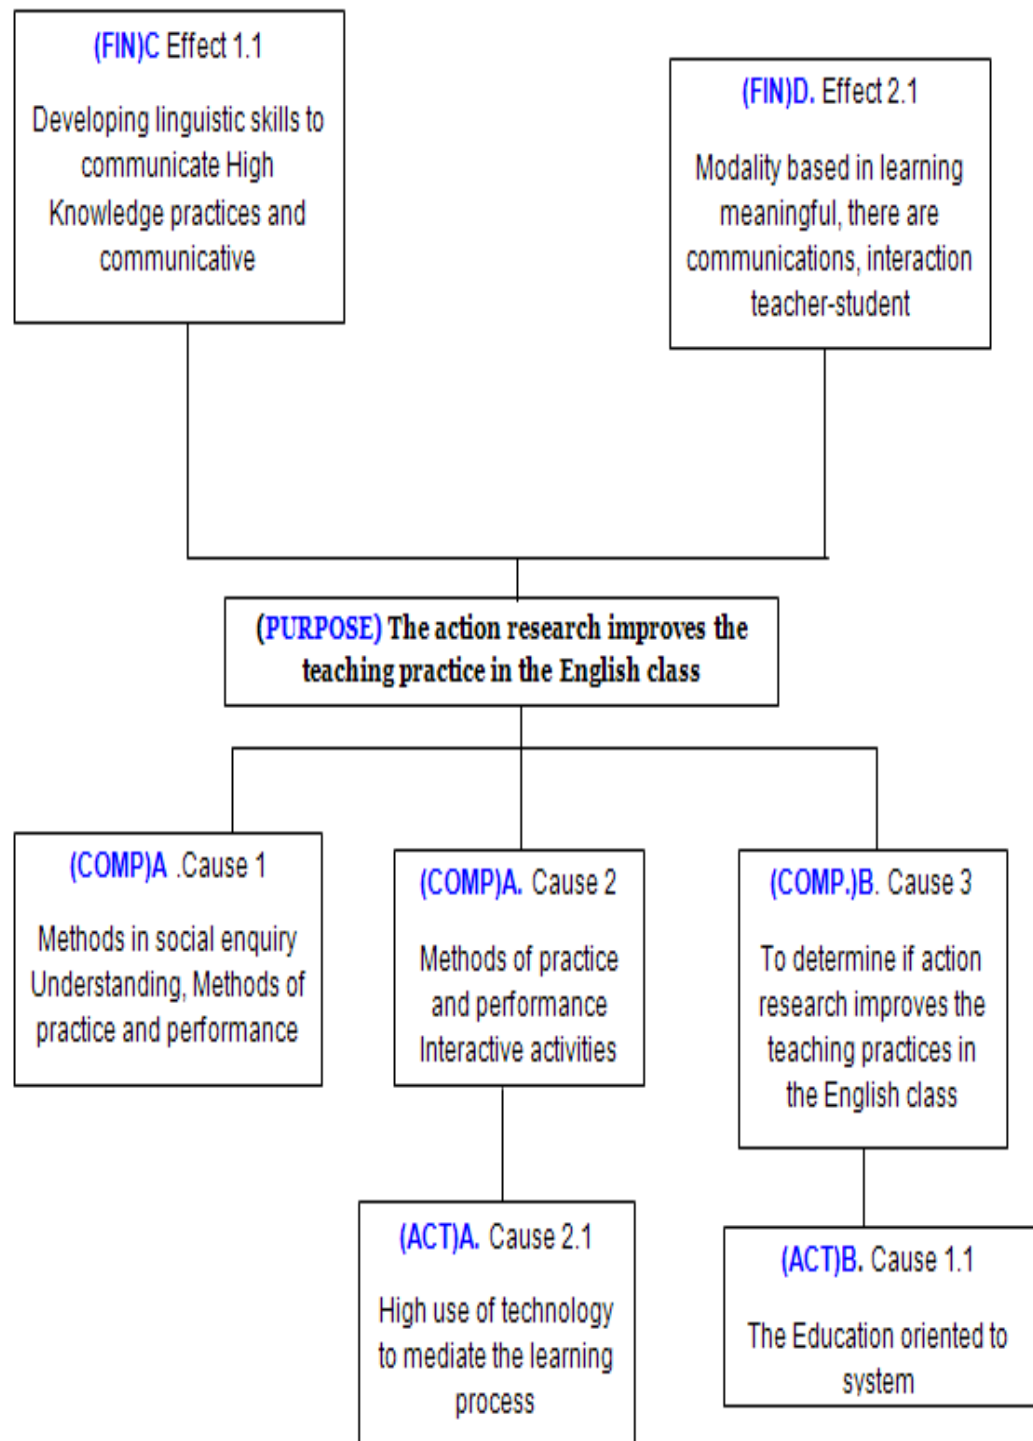 (FIN)C Effect 1.1
Developing linguistic skills to
communicate High
Knowledge practices and
communicative
(FIN)D. Effect 2.1
Modality based in learning
meaningful, there are
communications, interaction
teacher-student
(PURPOSE) The action research improves the
teaching practice in the English class
(COMP)A .Cause 1
Methods in social enquiry
Understanding, Methods of
practice and performance
(COMP)A. Cause 2
Methods of practice
and performance
Interactive activities
(COMP.)B. Cause 3
To determine if action
research improves the
teaching practices in
the English class
(ACT)A. Cause 2.1
High use of technology
to mediate the learning
process
(ACT)B. Cause 1.1
The Education oriented to
system